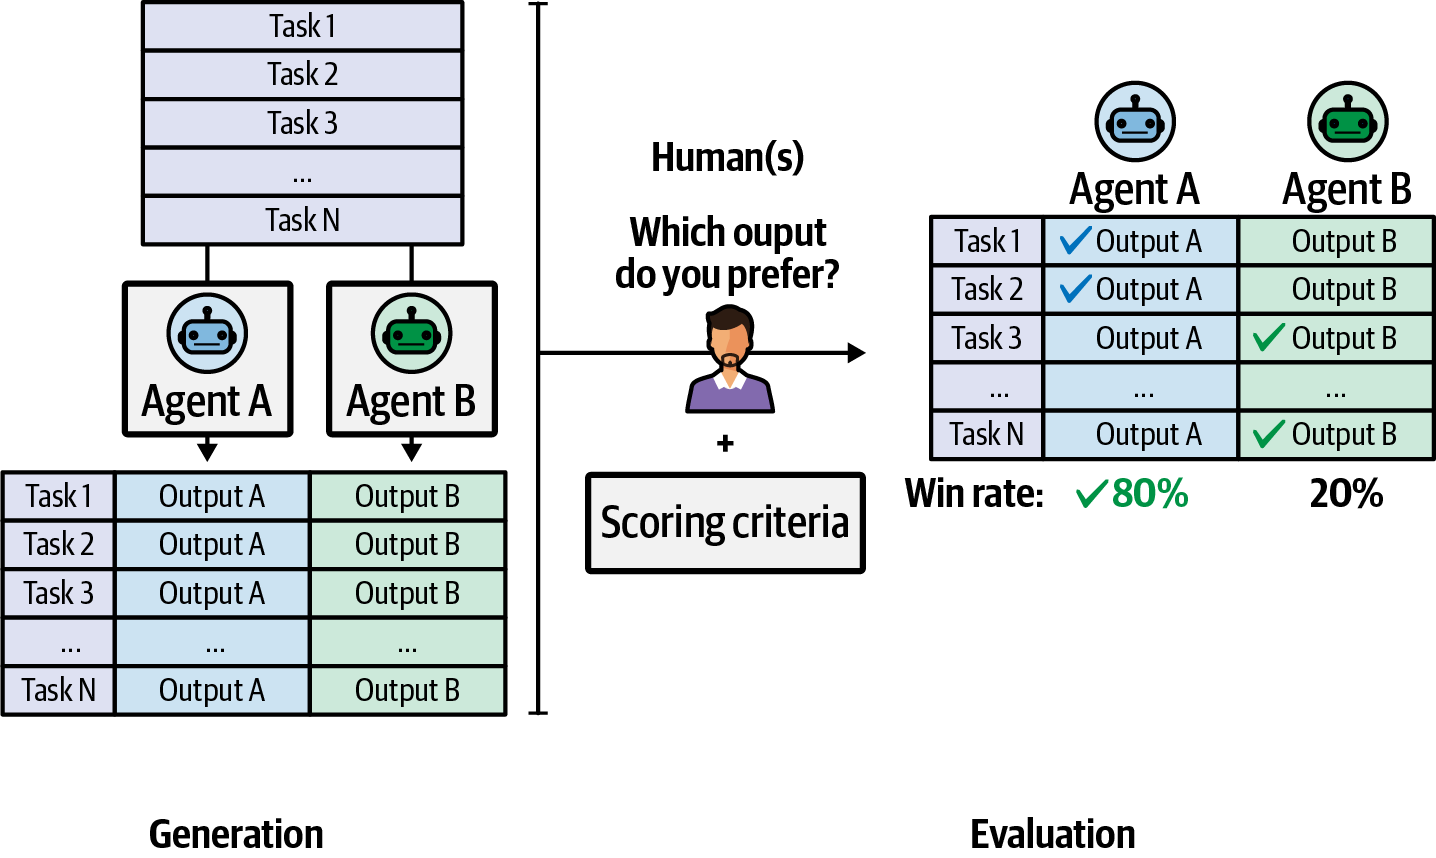 Task 1
Task 2
Task 3
...
Task N
Agent A
Agent B
Task 1 Output A Output B
Task 2 Output A Output B
Task 3 Output A Output B
... ... ...
Task N Output A Output B
Generation
Human(s)
Which ouput
do you prefer?
+
Scoring criteria
Agent A Agent B
Task 1 ✓ Output A Output B
Task 2 ✓ Output A Output B
Task 3 Output A ✓ Output B
... ... ...
Task N Output A ✓ Output B
Win rate: ✓ 80% 20%
Evaluation